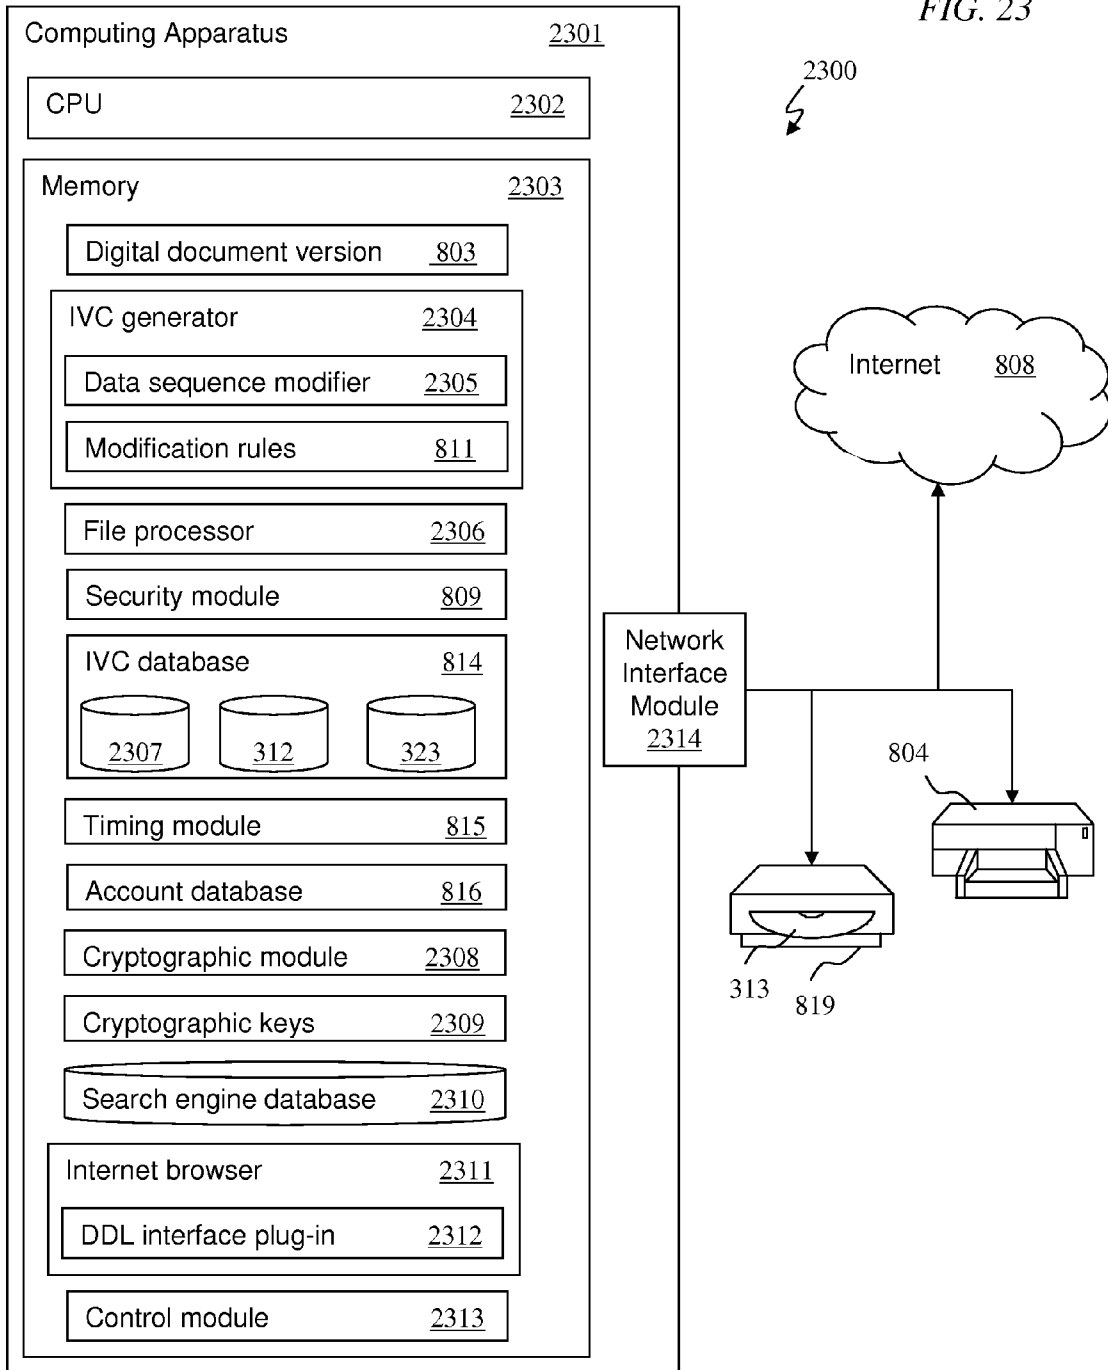 FIG. 23
Computing Apparatus 2301
2300
CPU 2302
Memory 2303
Digital document version 803
IVC generator 2304
Data sequence modifier 2305
Modification rules 811
File processor 2306
Security module 809
IVC database 814
2307 312 323
Timing module 815
Account database 816
Cryptographic module 2308
Cryptographic keys 2309
Search engine database 2310
Internet browser 2311
DDL interface plug-in 2312
Control module 2313
Network
Interface
Module
2314
Internet 808
804
313
819